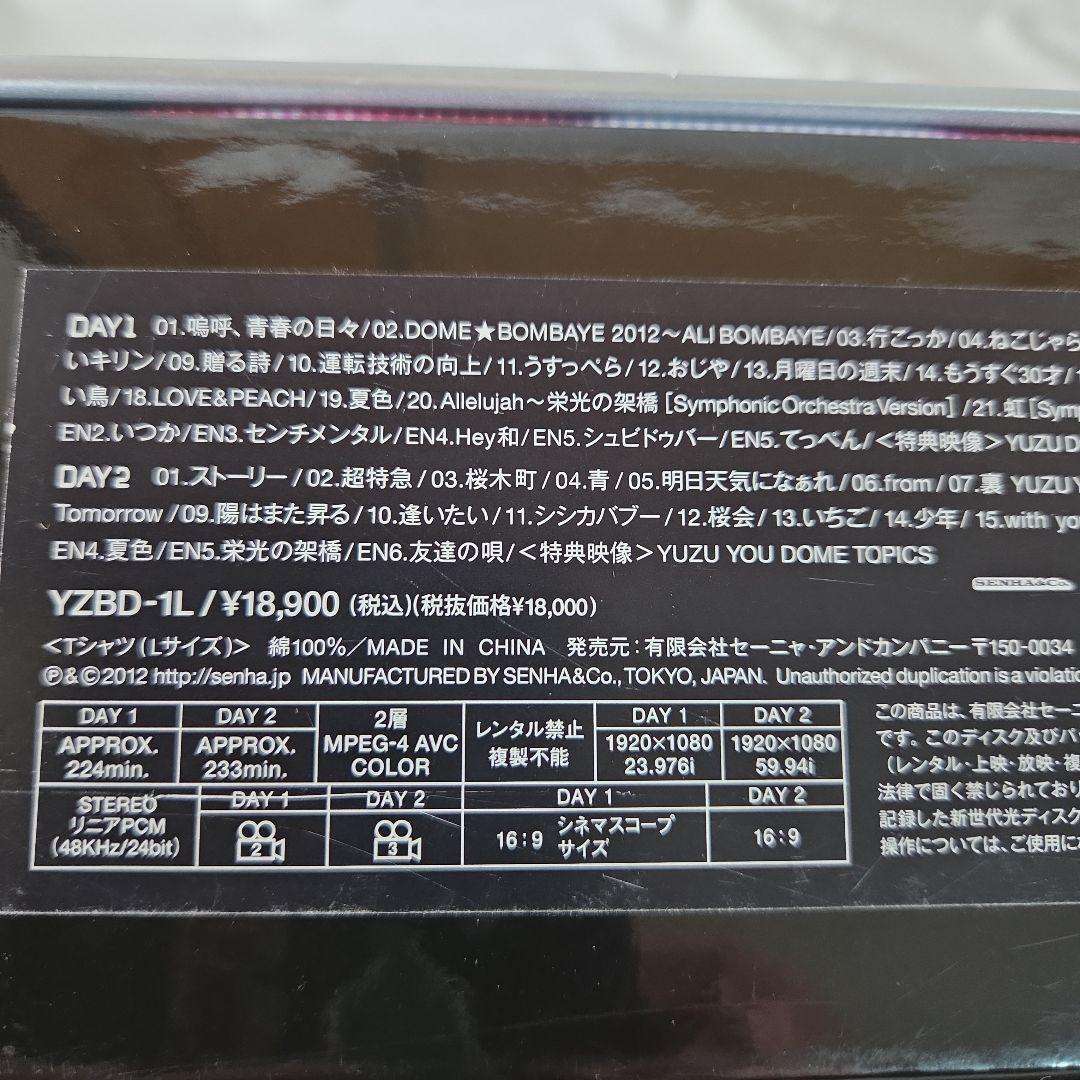 DAY1 01.嗚呼、青春の日々/02.DOME★BOMBAYE 2012～ALI BOMBAYE/03.行こっか/04.ねこじゃら
いキリン/09.贈る詩/10.運転技術の向上/11.うすっぺら/12.おじや/13.月曜日の週末/14.もうすぐ30才/
い鳥/18.LOVE&PEACH/19.夏色/20.Allelujah～栄光の架橋[Symphonic Orchestra Version]/21.虹[Sym
EN2.いつか/EN3.センチメンタル/EN4.Hey和/EN5.シュビドゥバー/EN5.てっぺん/<特典映像>YUZU D
DAY2 01.ストーリー/02.超特急/03.桜木町/04.青/05.明日天気になぁれ/06.from/07.裏 YUZU Y
Tomorrow/09.陽はまた昇る/10.逢いたい/11.シシカバブー/12.桜会/13.いちご/14.少年/15.with yo
EN4.夏色/EN5.栄光の架橋/EN6.友達の唄/<特典映像>YUZU YOU DOME TOPICS
SENHA&Co.
YZBD-1L/¥18,900 (税込)(税抜価格¥18,000)
<Tシャツ(Lサイズ)> 綿100%/MADE IN CHINA 発売元:有限会社セーニャ・アンドカンパニー〒150-0034
Ⓟ&©2012 http://senha.jp MANUFACTURED BY SENHA&Co., TOKYO, JAPAN. Unauthorized duplication is a violatio
DAY 1
APPROX.
224min.
DAY 2
APPROX.
233min.
2層
MPEG-4 AVC
COLOR
レンタル禁止
複製不能
DAY 1
1920×1080
23.976i
DAY 2
1920×1080
59.94i
STEREO
リニアPCM
(48KHz/24bit)
DAY 1
2
DAY 2
3
DAY 1
16:9 シネマスコープ
サイズ
DAY 2
16:9
この商品は、有限会社セーニ
です。このディスク及びパ
(レンタル・上映・放映・複
法律で固く禁じられており
記録した新世代光ディスク
操作については、ご使用にな